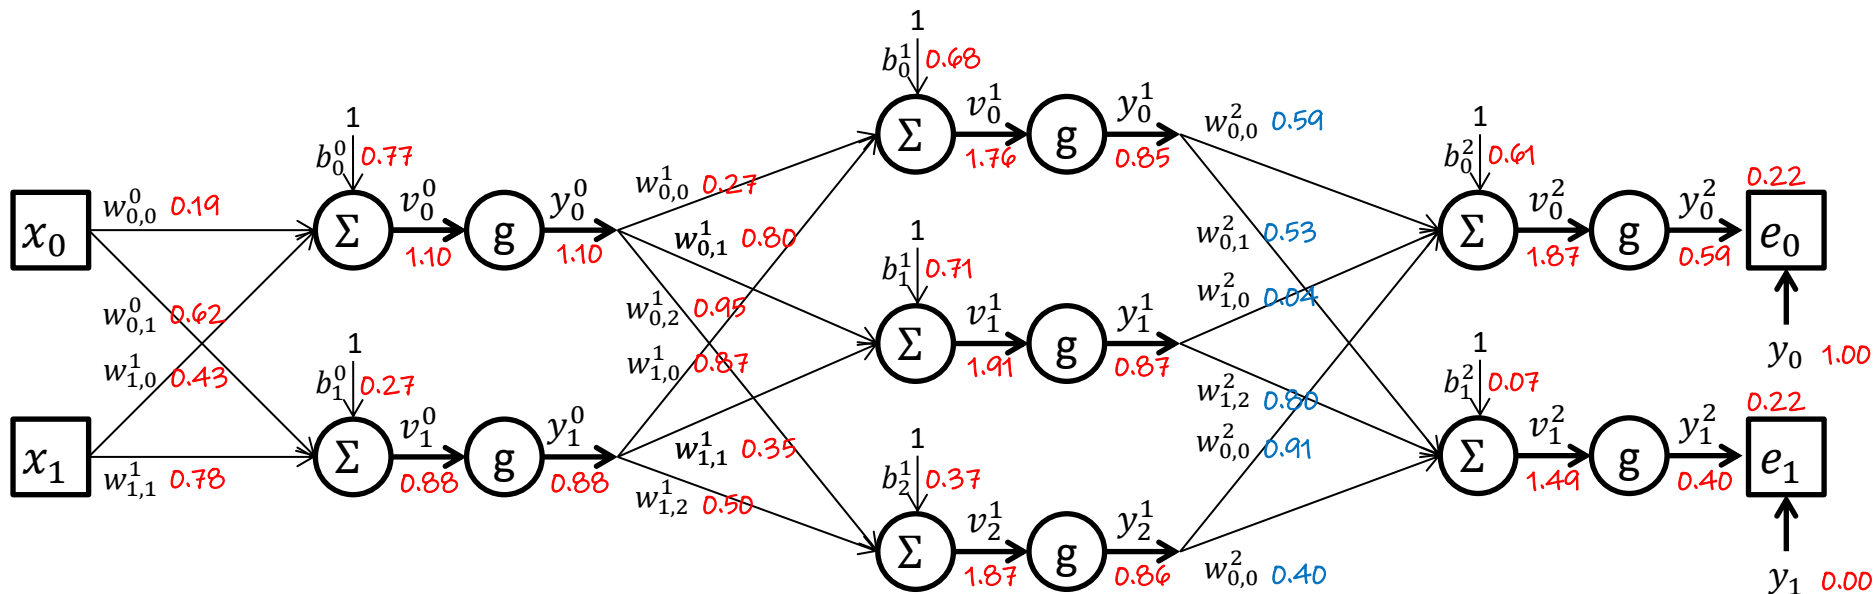 x_0
x_1
w_{0,0}^0 0.19
w_{0,1}^0 0.62
w_{1,0}^1 0.43
w_{1,1}^1 0.78
1
b_0^0 0.77
Σ
v_0^0
1.10
g
y_0^0
1.10
1
b_1^0 0.27
Σ
v_1^0
0.88
g
y_1^0
0.88
w_{0,0}^1 0.27
w_{0,1}^1 0.80
w_{0,2}^1 0.95
w_{1,0}^1 0.87
w_{1,1}^1 0.35
w_{1,2}^1 0.50
1
b_0^1 0.68
Σ
v_0^1
1.76
g
y_0^1
0.85
1
b_1^1 0.71
Σ
v_1^1
1.91
g
y_1^1
0.87
1
b_2^1 0.37
Σ
v_2^1
1.87
g
y_2^1
0.86
w_{0,0}^2 0.59
w_{0,1}^2 0.53
w_{1,0}^2 0.04
w_{1,2}^2 0.80
w_{0,0}^2 0.91
w_{0,0}^2 0.40
1
b_0^2 0.61
Σ
v_0^2
1.87
g
y_0^2
0.59
0.22
e_0
y_0 1.00
1
b_1^2 0.07
Σ
v_1^2
1.49
g
y_1^2
0.40
0.22
e_1
y_1 0.00